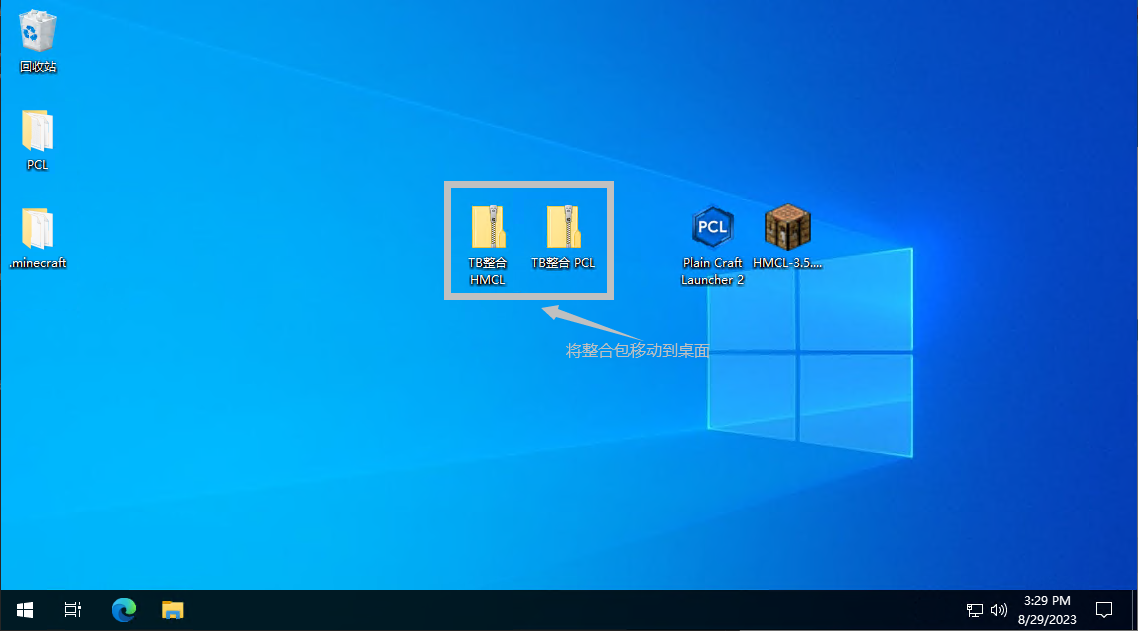 回收站
PCL
.minecraft
TB整合
HMCL
TB整合 PCL
PCL
Plain Craft
Launcher 2
HMCL-3.5....
将整合包移动到桌面
3:29 PM
8/29/2023